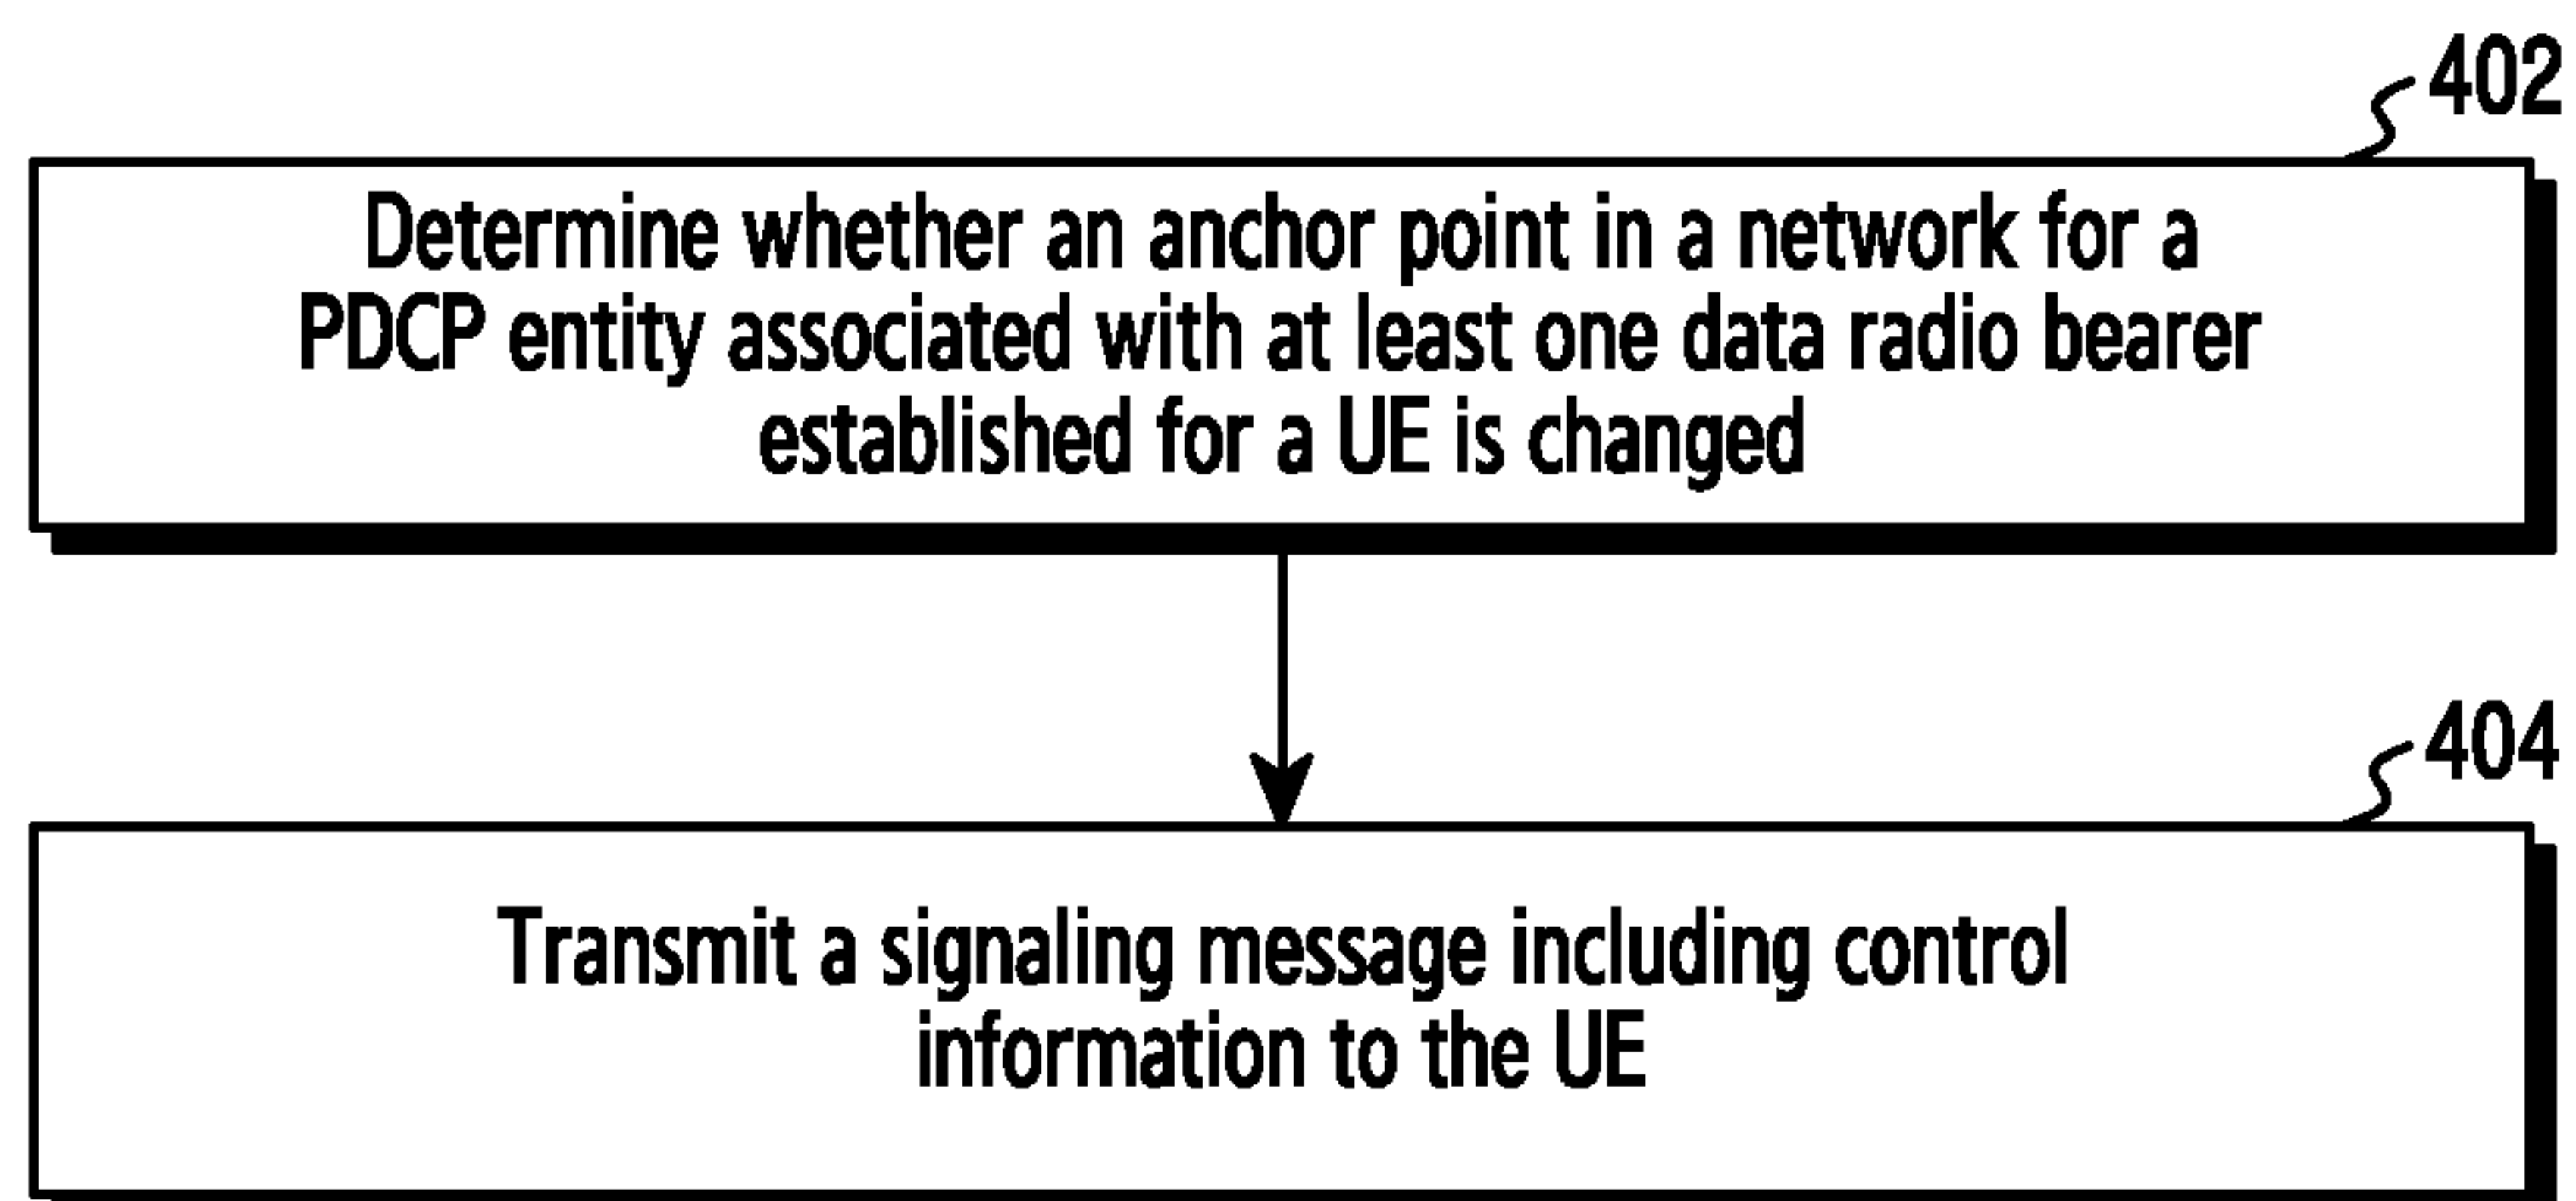 402
Determine whether an anchor point in a network for a
PDCP entity associated with at least one data radio bearer
established for a UE is changed
404
Transmit a signaling message including control
information to the UE